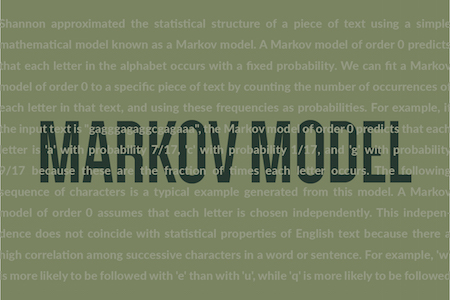 Shannon approximated the statistical structure of a piece of text using a simple
mathematical model known as a Markov model. A Markov model of order 0 predicts
that each letter in the alphabet occurs with a fixed probability. We can fit a Markov
model of order 0 to a specific piece of text by counting the number of occurrences of
each letter in that text, and using these frequencies as probabilities. For example, i
the input text is "gagggagaggcgagaaa", the Markov model of order 0 predicts that each
letter is 'a' with probability 7/17, 'c' with probability 1/17, and 'g' with probability
MARKOV MODEL
9/17 because these are the fraction of times each letter occurs. The following
sequence of characters is a typical example generated from this model. A Markov
model of order 0 assumes that each letter is chosen independently. This indepen-
dence does not coincide with statistical properties of English text because there a
high correlation among successive characters in a word or sentence. For example, 'w'
is more likely to be followed with 'e' than with 'u', while 'q' is more likely to be followed